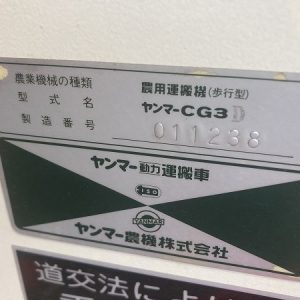 農業機械の種類 農用運搬機(歩行型)
型式名 ヤンマーCG3D
製造番号 011238
ヤンマー動力運搬車
YANMAR
ヤンマー農機株式会社
道交法によ